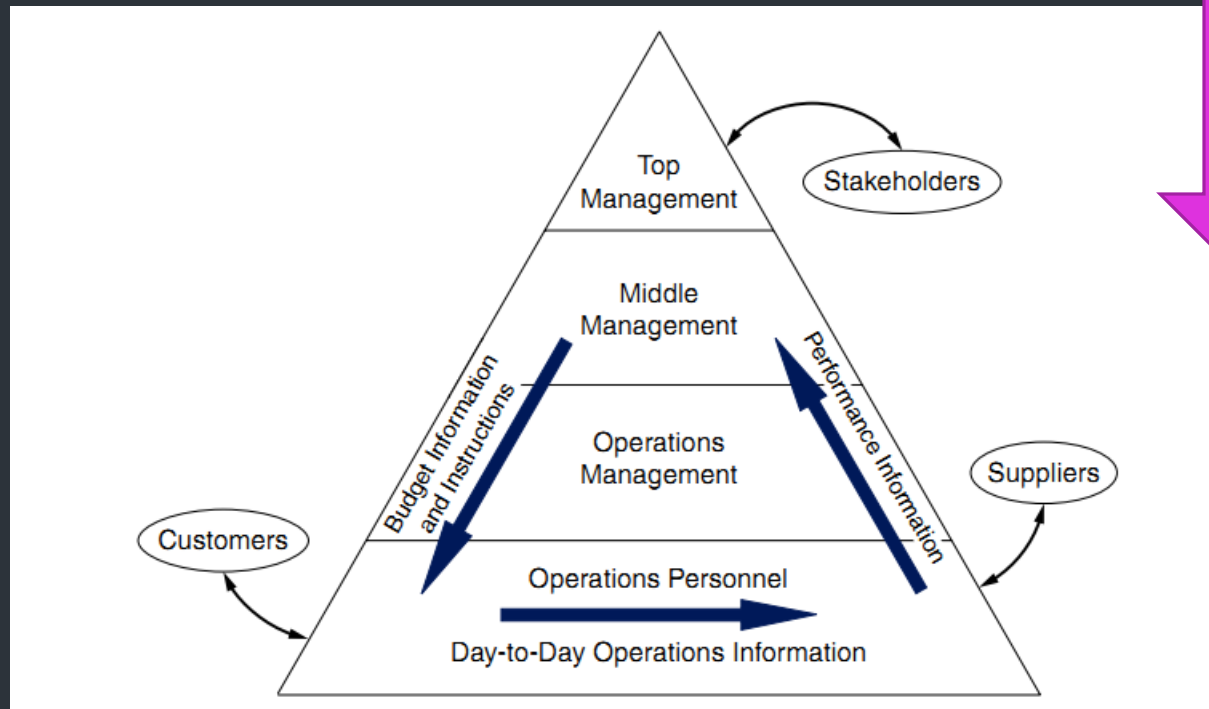 Top
Management
Stakeholders
Middle
Management
Budget Information
and Instructions
Performance Information
Operations
Management
Suppliers
Customers
Operations Personnel
Day-to-Day Operations Information